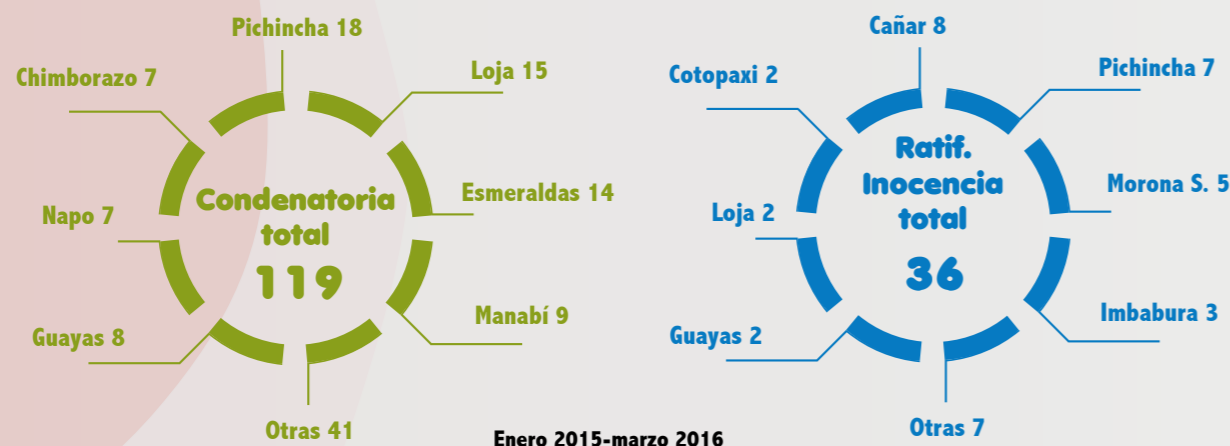 Pichincha 18
Chimborazo 7
Loja 15
Napo 7
Condenatoria
total
119
Esmeraldas 14
Guayas 8
Manabí 9
Otras 41
Cañar 8
Cotopaxi 2
Pichincha 7
Ratif.
Inocencia
total
36
Loja 2
Morona S. 5
Guayas 2
Imbabura 3
Otras 7
Enero 2015-marzo 2016